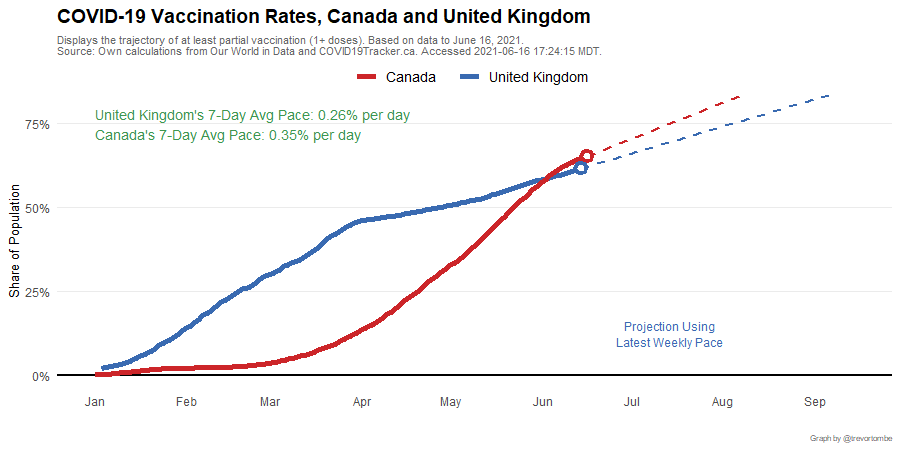 COVID-19 Vaccination Rates, Canada and United Kingdom
Displays the trajectory of at least partial vaccination (1+ doses). Based on data to June 16, 2021.
Source: Own calculations from Our World in Data and COVID19Tracker.ca. Accessed 2021-06-16 17:24:15 MDT.
Canada
United Kingdom
United Kingdom's 7-Day Avg Pace: 0.26% per day
Canada's 7-Day Avg Pace: 0.35% per day
75%
50%
25%
0%
Share of Population
Projection Using
Latest Weekly Pace
Jan Feb Mar Apr May Jun Jul Aug Sep
Graph by @trevortombe